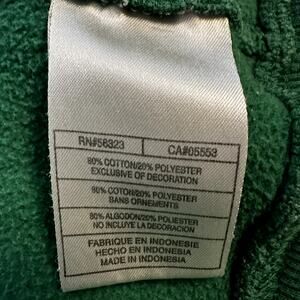 RN#56323 CA#05553
80% COTTON/20% POLYESTER
EXCLUSIVE OF DECORATION
80% COTON/20% POLYESTER
SANS ORNEMENTS
80% ALGODON/20% POLIESTER
NO INCLUYE LA DECORACION
FABRIQUE EN INDONESIE
HECHO EN INDONESIA
MADE IN INDONESIA